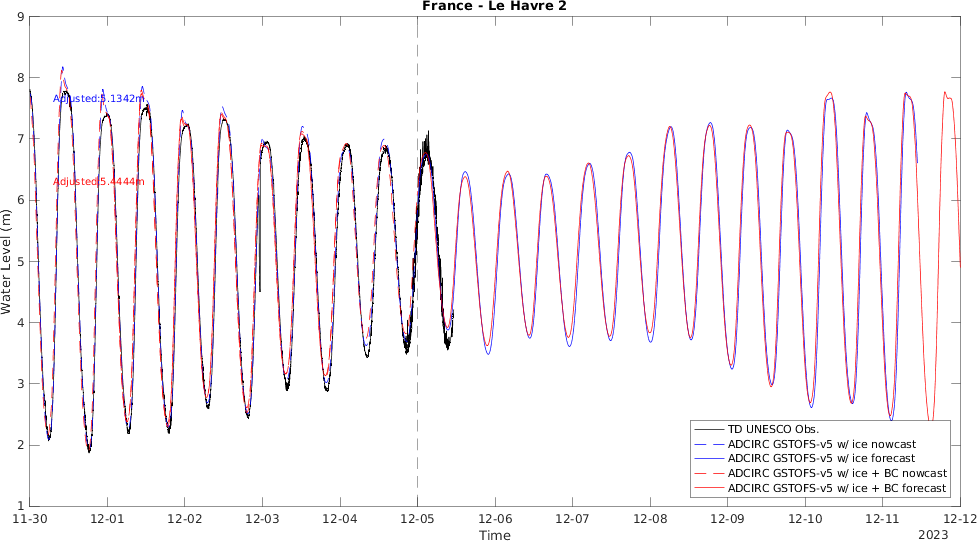 France - Le Havre 2
9
8
7
6
5
4
3
2
1
Water Level (m)
Adjusted:5.1342m
Adjusted:5.4444m
TD UNESCO Obs.
ADCIRC GSTOFS-v5 w/ ice nowcast
ADCIRC GSTOFS-v5 w/ ice forecast
ADCIRC GSTOFS-v5 w/ ice + BC nowcast
ADCIRC GSTOFS-v5 w/ ice + BC forecast
11-30 12-01 12-02 12-03 12-04 12-05 12-06 12-07 12-08 12-09 12-10 12-11 12-12
Time
2023